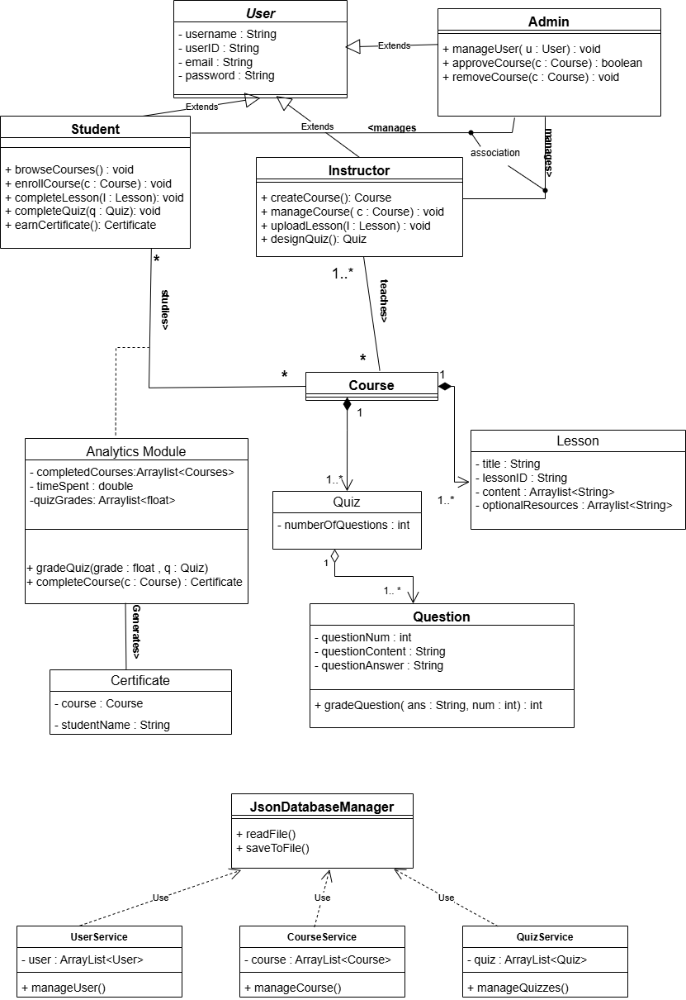 User
- username : String
- userID : String
- email : String
- password : String
Admin
+ manageUser( u : User) : void
+ approveCourse(c : Course) : boolean
+ removeCourse(c : Course) : void
Extends
Extends
Extends
<manages
manages>
association
Student
+ browseCourses() : void
+ enrollCourse(c : Course) : void
+ completeLesson(l : Lesson): void
+ completeQuiz(q : Quiz): void
+ earnCertificate(): Certificate
Instructor
+ createCourse(): Course
+ manageCourse( c : Course) : void
+ uploadLesson(l : Lesson) : void
+ designQuiz(): Quiz
*
studies>
*
1..*
teaches>
*
Course
1
1
1..*
1..*
Analytics Module
- completedCourses:Arraylist<Courses>
- timeSpent : double
-quizGrades: Arraylist<float>
+ gradeQuiz(grade : float , q : Quiz)
+ completeCourse(c : Course) : Certificate
Quiz
- numberOfQuestions : int
Lesson
- title : String
- lessonID : String
- content : Arraylist<String>
- optionalResources : Arraylist<String>
1
1.. *
Generates>
Question
- questionNum : int
- questionContent : String
- questionAnswer : String
+ gradeQuestion( ans : String, num : int) : int
Certificate
- course : Course
- studentName : String
JsonDatabaseManager
+ readFile()
+ saveToFile()
Use
Use
Use
UserService
- user : ArrayList<User>
+ manageUser()
CourseService
- course : ArrayList<Course>
+ manageCourse()
QuizService
- quiz : ArrayList<Quiz>
+ manageQuizzes()